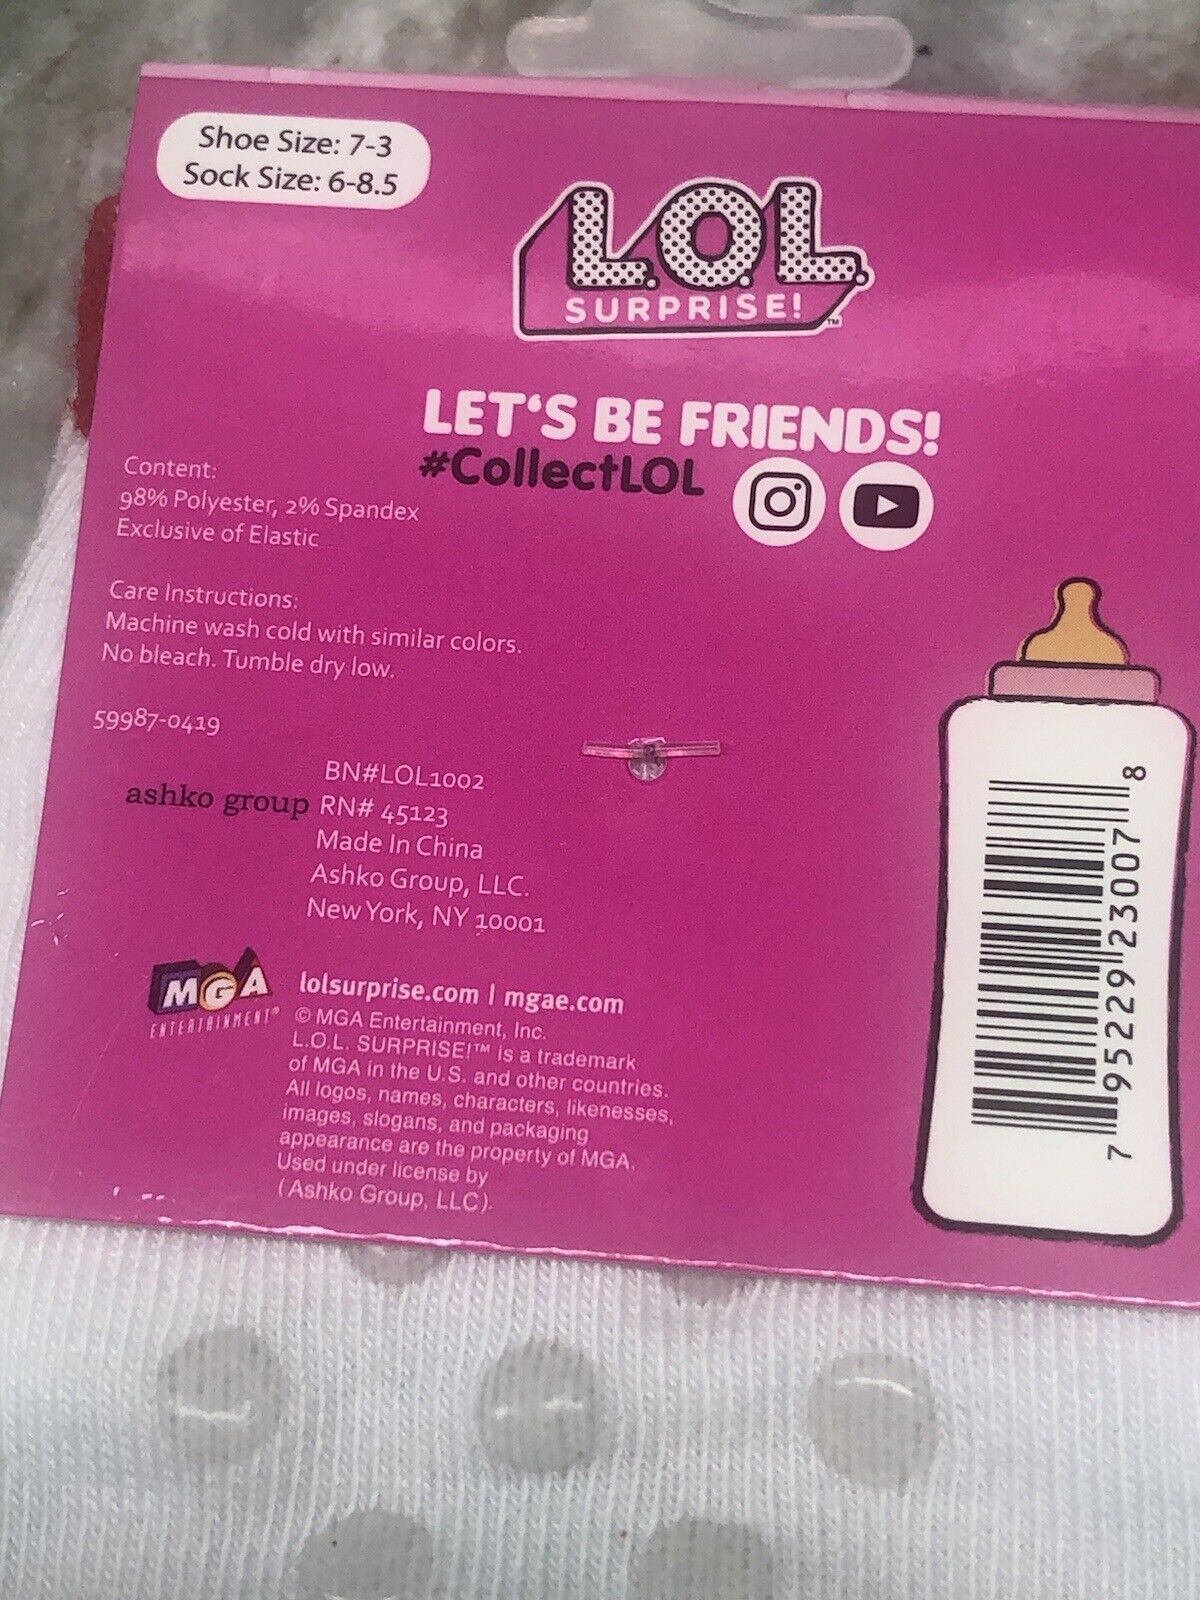 Shoe Size: 7-3
Sock Size: 6-8.5
L.O.L.
SURPRISE!™
LET'S BE FRIENDS!
#CollectLOL
Content:
98% Polyester, 2% Spandex
Exclusive of Elastic
Care Instructions:
Machine wash cold with similar colors.
No bleach. Tumble dry low.
59987-0419
BN#LOL1002
ashko group RN# 45123
Made In China
Ashko Group, LLC.
New York, NY 10001
MGA
ENTERTAINMENT®
lolsurprise.com | mgae.com
© MGA Entertainment, Inc.
L.O.L. SURPRISE!™ is a trademark
of MGA in the U.S. and other countries.
All logos, names, characters, likenesses,
images, slogans, and packaging
appearance are the property of MGA.
Used under license by
(Ashko Group, LLC).
7 95229 23007 8